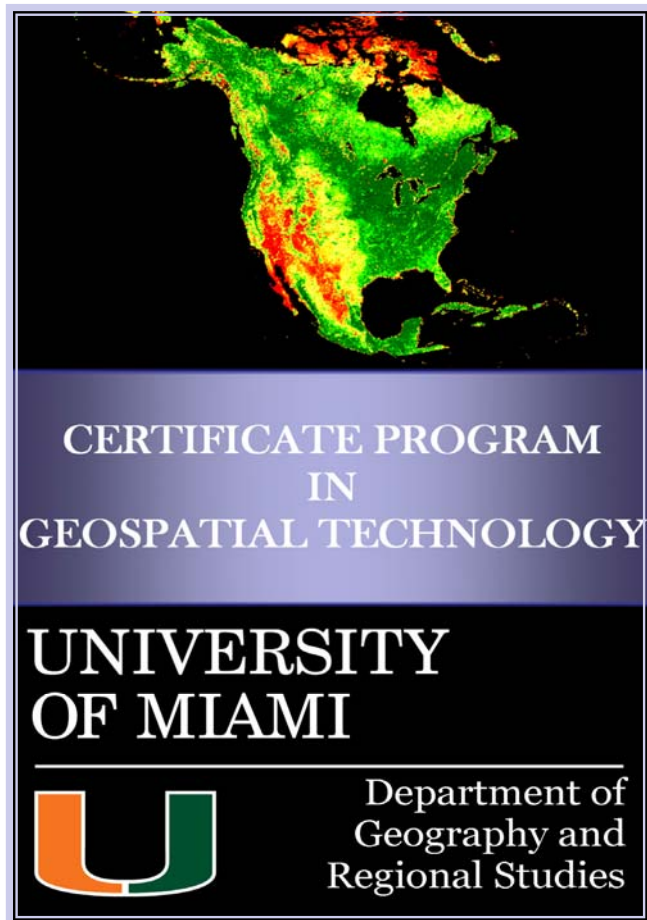 CERTIFICATE PROGRAM
IN
GEOSPATIAL TECHNOLOGY
UNIVERSITY
OF MIAMI
Department of
Geography and
Regional Studies